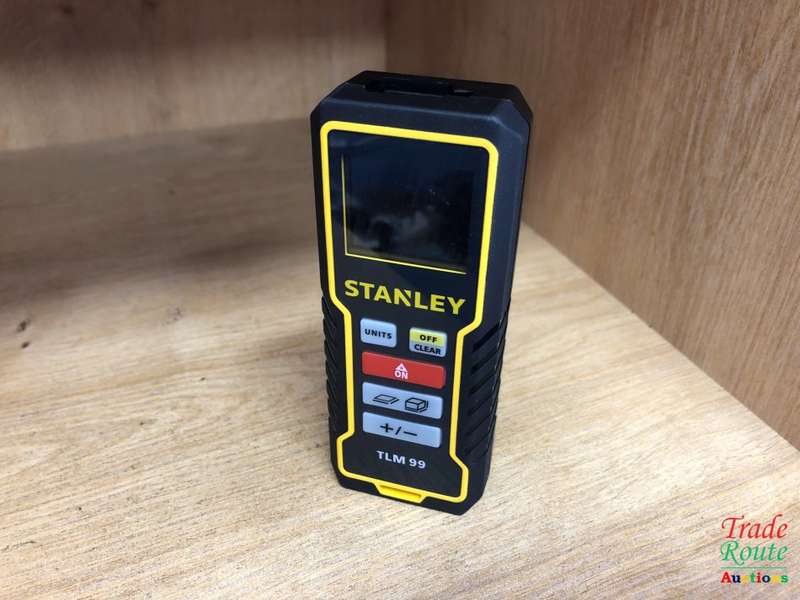 STANLEY
UNITS
OFF
CLEAR
ON
+/−
TLM 99
Trade
Route
Auctions